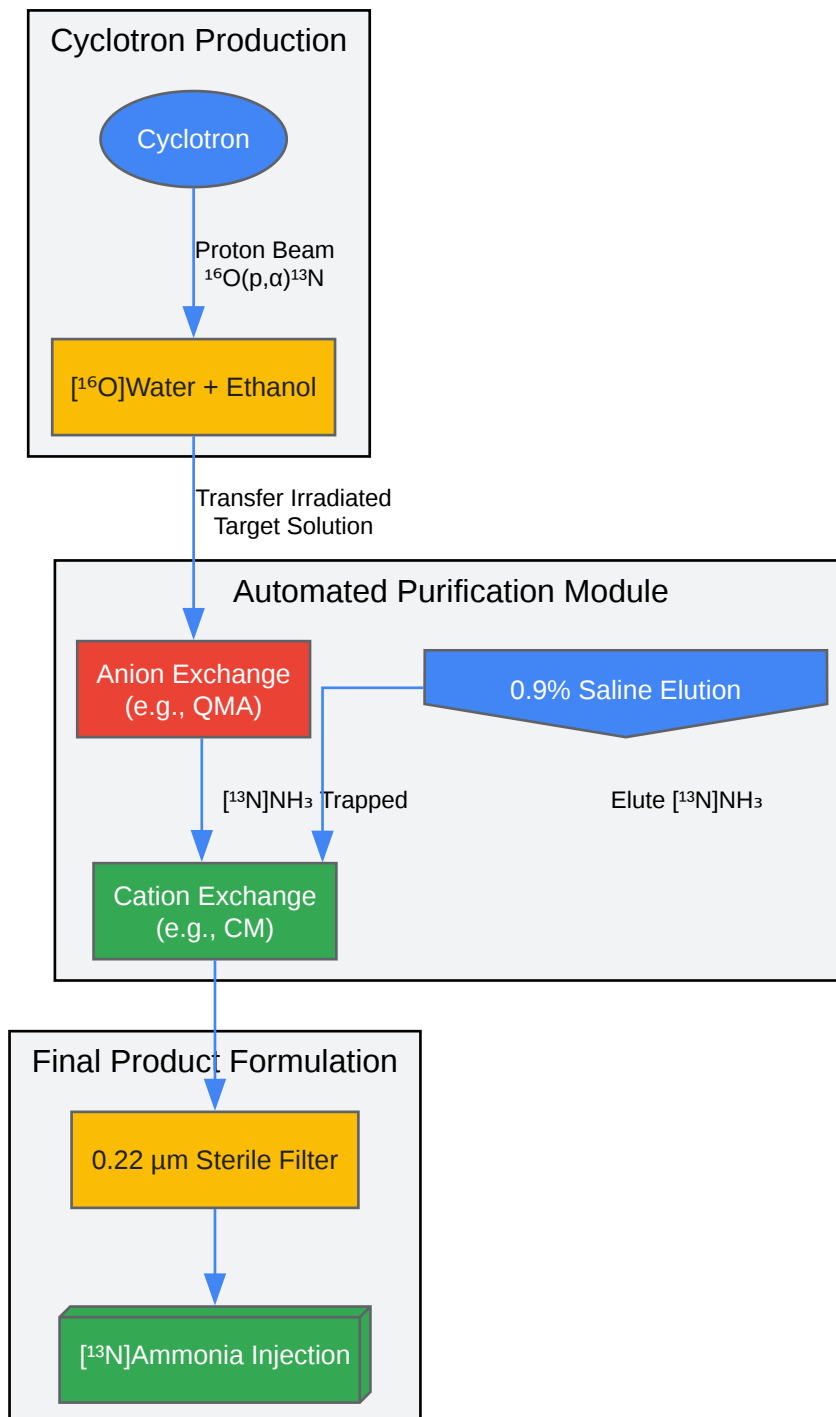 Cyclotron Production
Cyclotron
Proton Beam
¹⁶O(p,α)¹³N
[¹⁶O]Water + Ethanol
Transfer Irradiated
Target Solution
Automated Purification Module
Anion Exchange
(e.g., QMA)
0.9% Saline Elution
[¹³N]NH₃ Trapped
Elute [¹³N]NH₃
Cation Exchange
(e.g., CM)
Final Product Formulation
0.22 µm Sterile Filter
[¹³N]Ammonia Injection